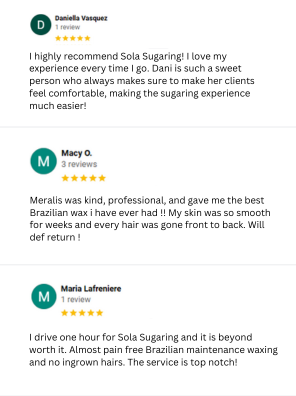 D
Daniella Vasquez
1 review
I highly recommend Sola Sugaring! I love my
experience every time I go. Dani is such a sweet
person who always makes sure to make her clients
feel comfortable, making the sugaring experience
much easier!
M
Macy O.
3 reviews
Meralis was kind, professional, and gave me the best
Brazilian wax i have ever had !! My skin was so smooth
for weeks and every hair was gone front to back. Will
def return !
M
Maria Lafreniere
1 review
I drive one hour for Sola Sugaring and it is beyond
worth it. Almost pain free Brazilian maintenance waxing
and no ingrown hairs. The service is top notch!